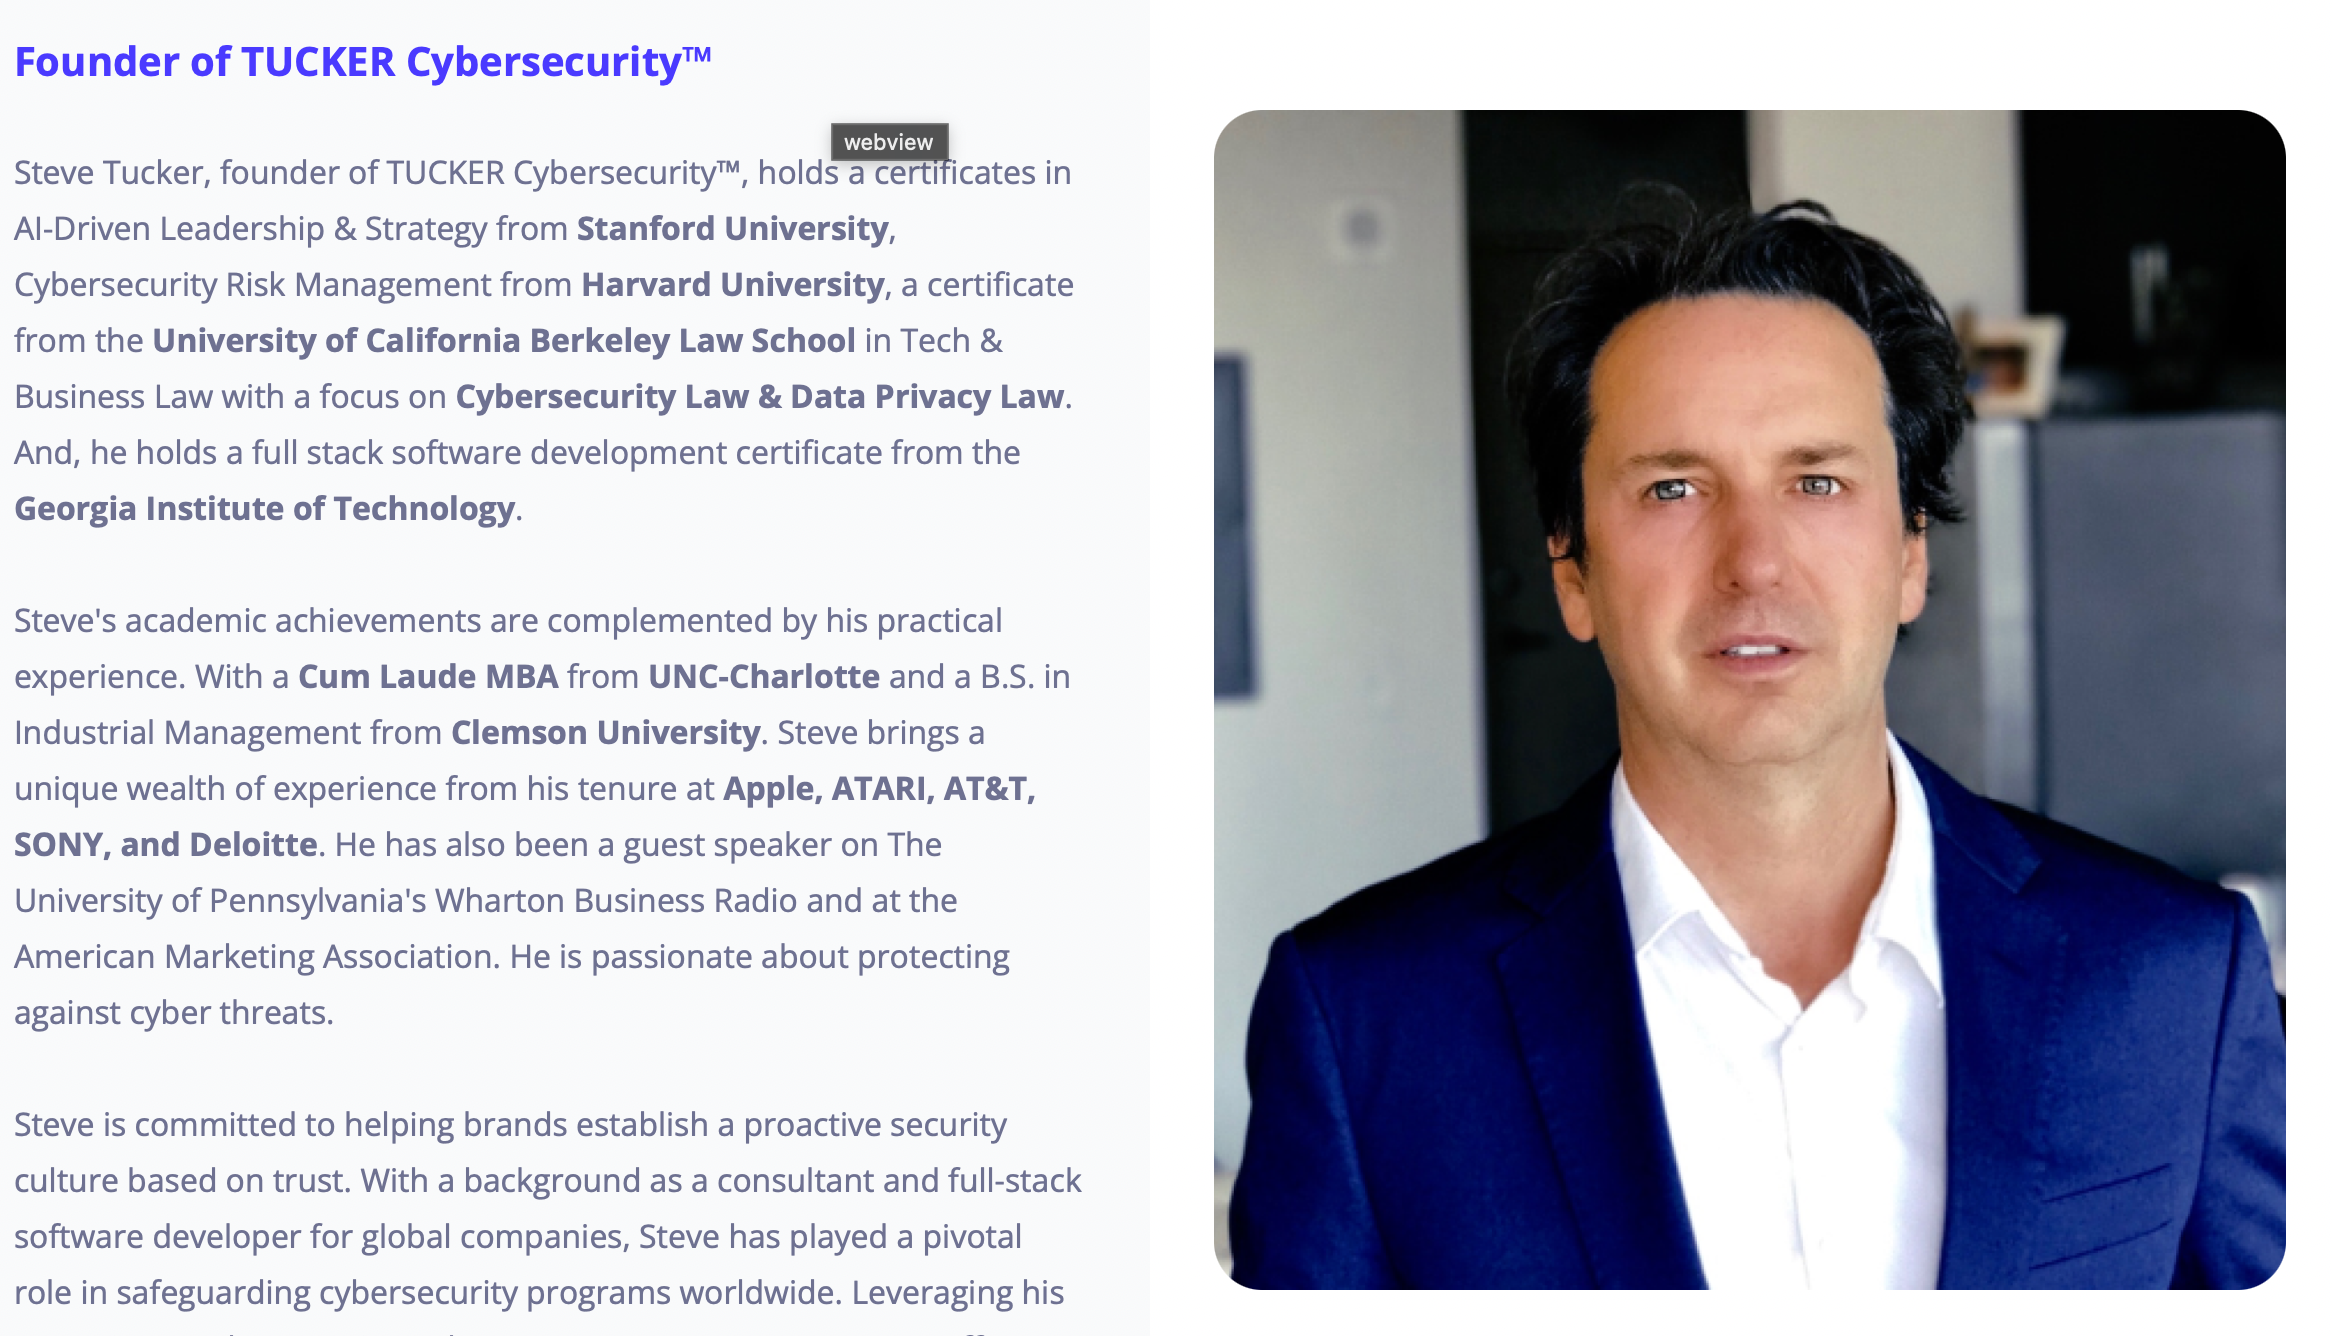 Founder of TUCKER Cybersecurity™
webview
Steve Tucker, founder of TUCKER Cybersecurity™, holds a certificates in
AI-Driven Leadership & Strategy from Stanford University,
Cybersecurity Risk Management from Harvard University, a certificate
from the University of California Berkeley Law School in Tech &
Business Law with a focus on Cybersecurity Law & Data Privacy Law.
And, he holds a full stack software development certificate from the
Georgia Institute of Technology.
Steve's academic achievements are complemented by his practical
experience. With a Cum Laude MBA from UNC-Charlotte and a B.S. in
Industrial Management from Clemson University. Steve brings a
unique wealth of experience from his tenure at Apple, ATARI, AT&T,
SONY, and Deloitte. He has also been a guest speaker on The
University of Pennsylvania's Wharton Business Radio and at the
American Marketing Association. He is passionate about protecting
against cyber threats.
Steve is committed to helping brands establish a proactive security
culture based on trust. With a background as a consultant and full-stack
software developer for global companies, Steve has played a pivotal
role in safeguarding cybersecurity programs worldwide. Leveraging his